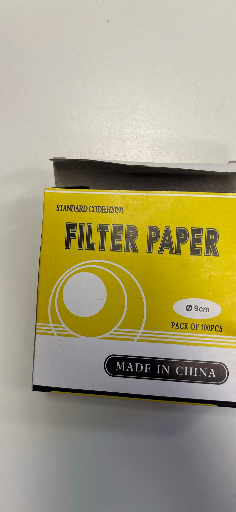 FILTER PAPER
Ø 9cm
PACK OF 100PCS
MADE IN CHINA